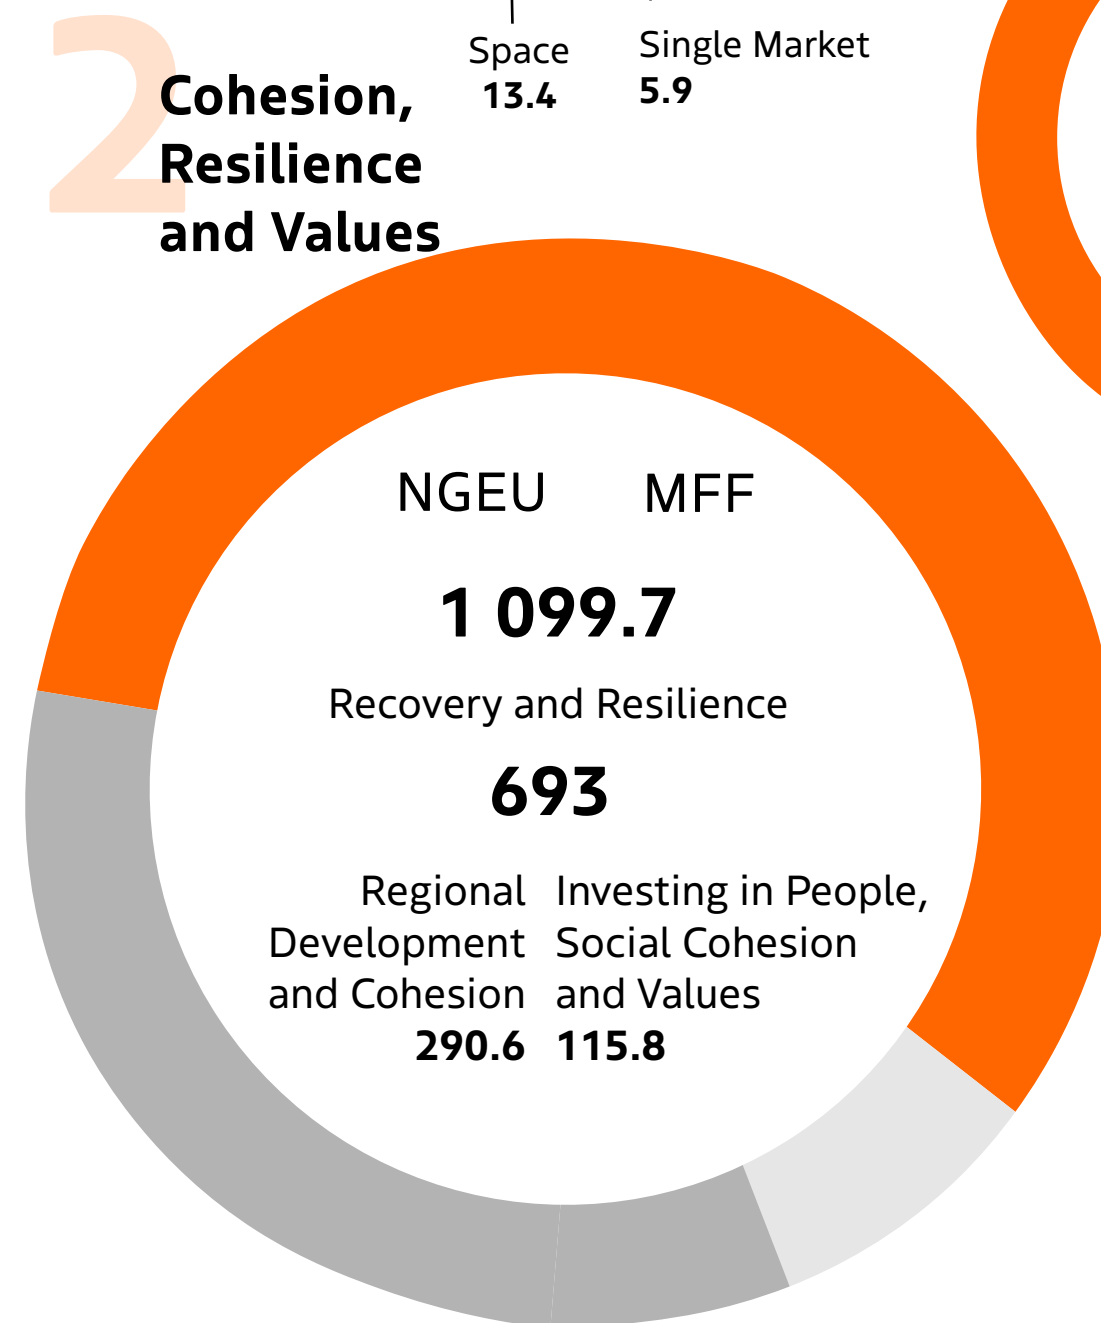 Space
13.4
Single Market
5.9
2
Cohesion,
Resilience
and Values
NGEU MFF
1 099.7
Recovery and Resilience
693
Regional
Development
and Cohesion
290.6
Investing in People,
Social Cohesion
and Values
115.8